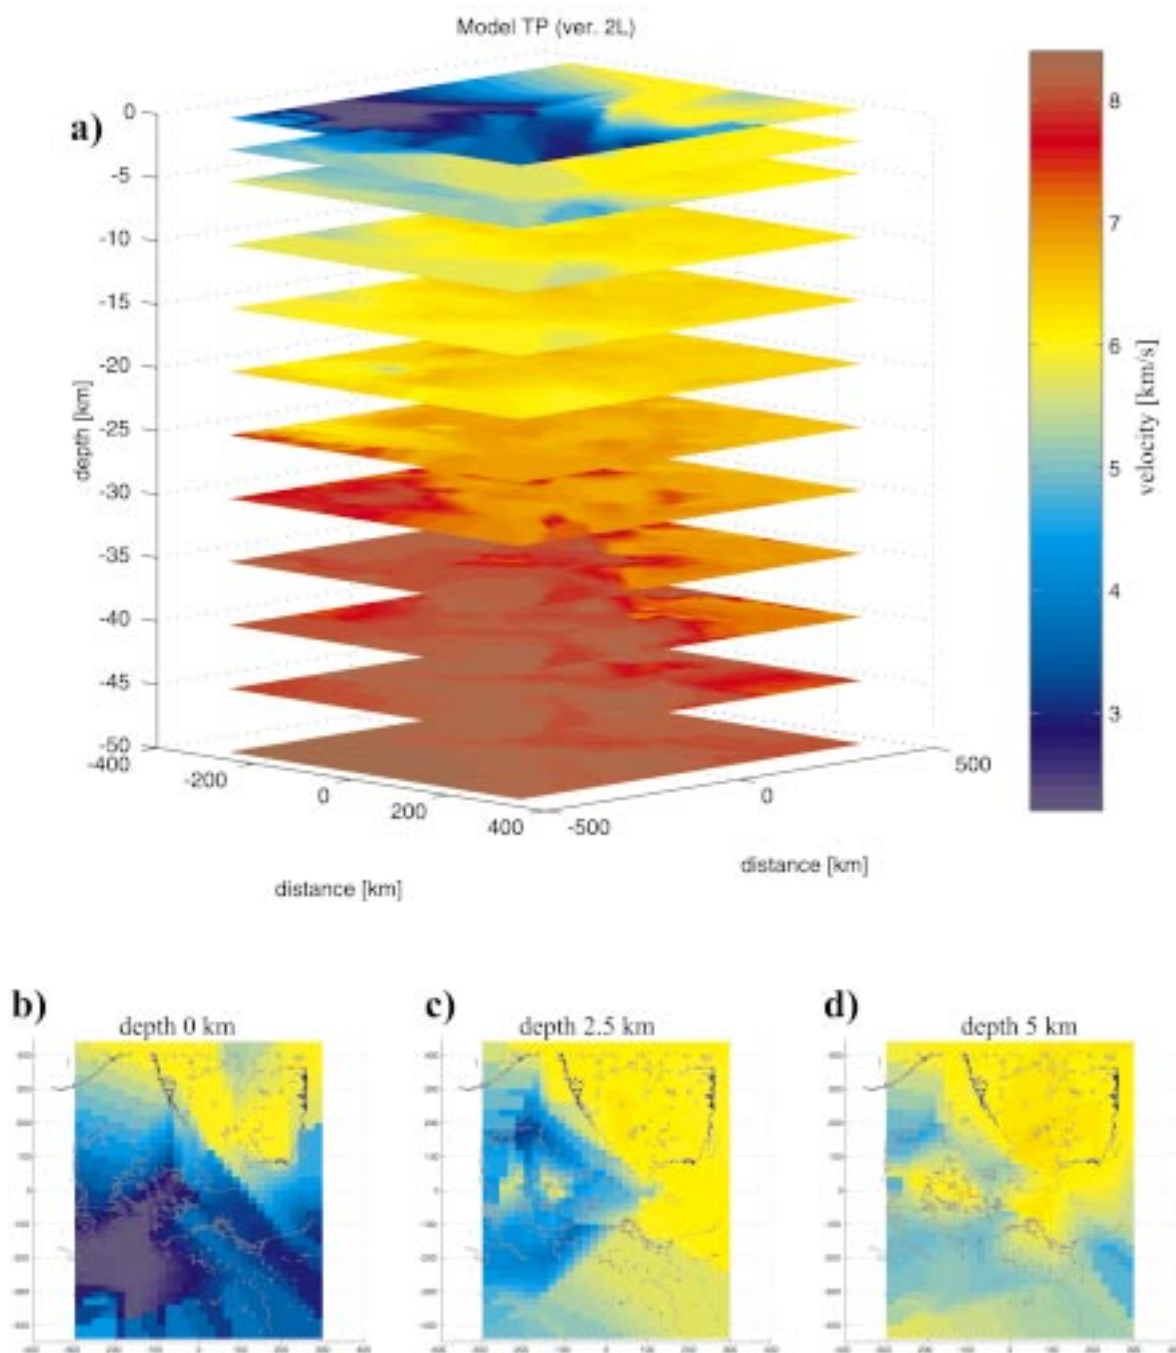 Model TP (ver. 2L)
a)
0
-5
-10
-15
-20
-25
-30
-35
-40
-45
-50
depth [km]
-400
-200
0
200
400
distance [km]
-500
0
500
distance [km]
8
7
6
5
4
3
velocity [km/s]
b)
depth 0 km
c)
depth 2.5 km
d)
depth 5 km